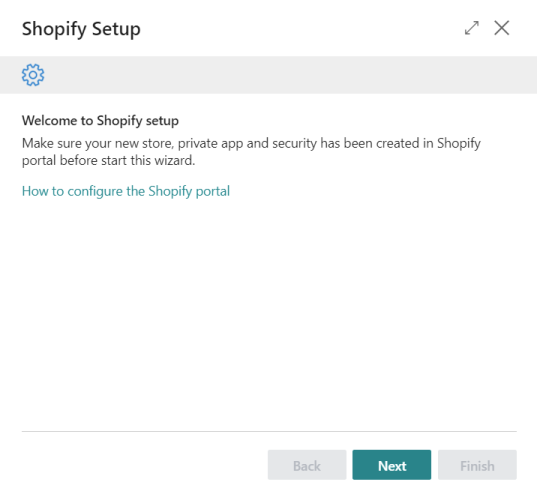 Shopify Setup
Welcome to Shopify setup
Make sure your new store, private app and security has been created in Shopify
portal before start this wizard.
How to configure the Shopify portal
Back
Next
Finish